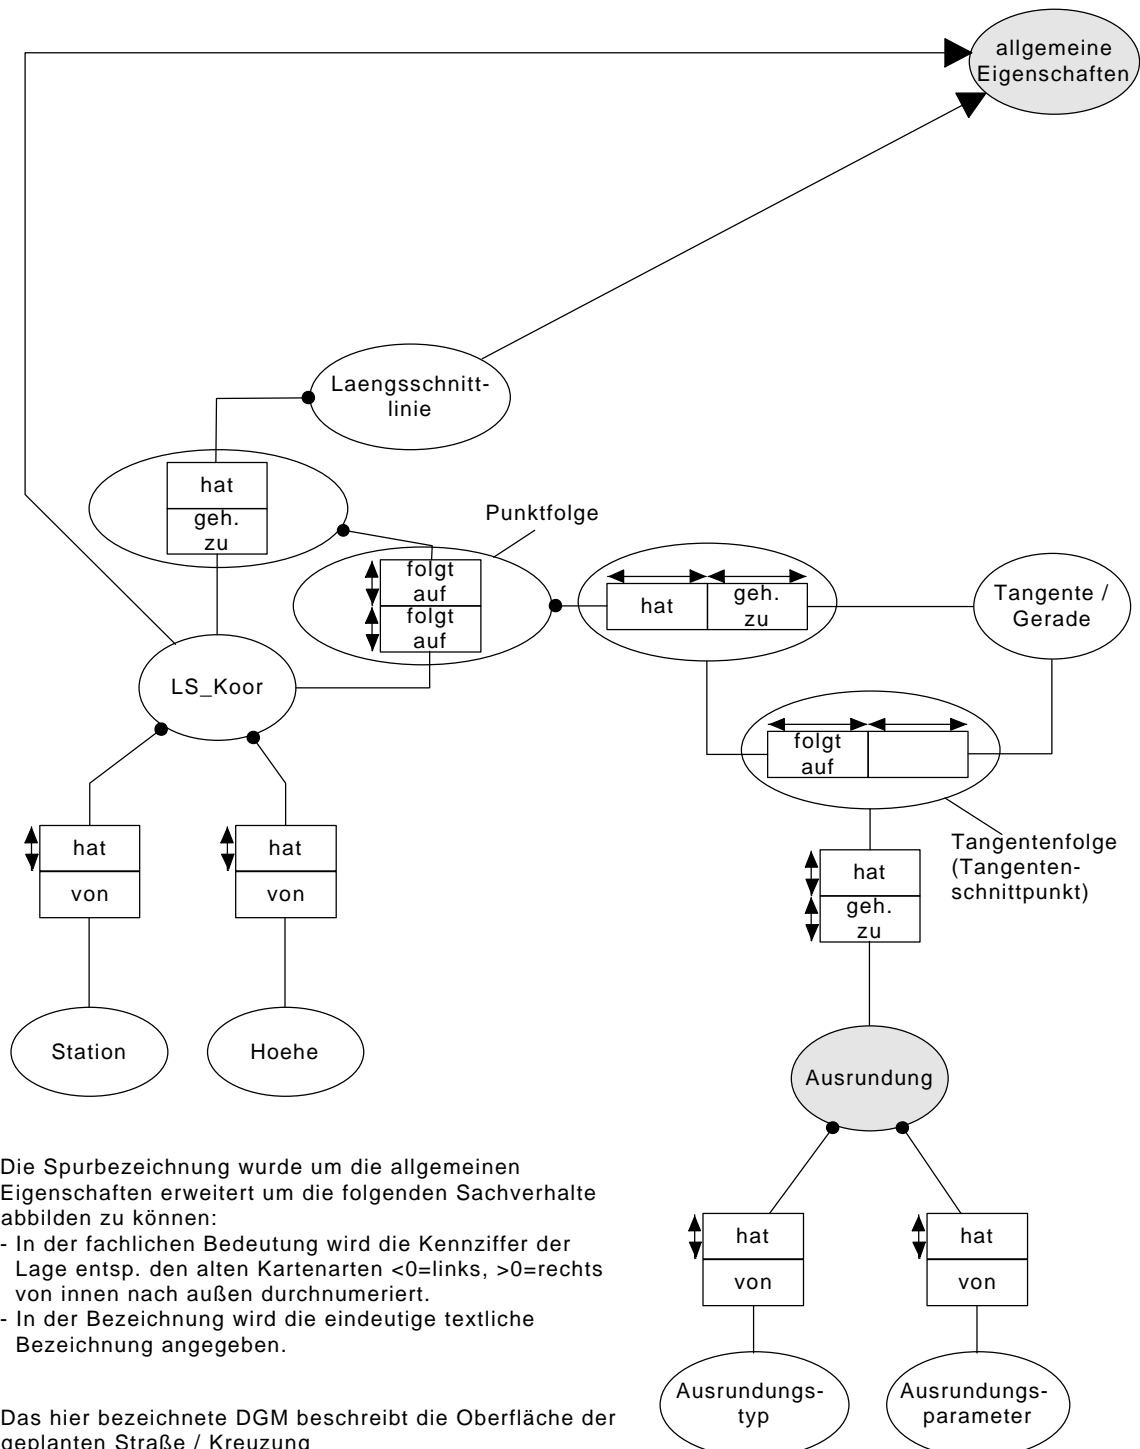 allgemeine
Eigenschaften
Laengsschnitt-
linie
hat
geh.
zu
Punktfolge
folgt
auf
folgt
auf
hat
geh.
zu
Tangente /
Gerade
LS_Koor
folgt
auf
hat
von
hat
von
Tangentenfolge
(Tangenten-
schnittpunkt)
hat
geh.
zu
Station
Hoehe
Ausrundung
Die Spurbezeichnung wurde um die allgemeinen
Eigenschaften erweitert um die folgenden Sachverhalte
abbilden zu können:
- In der fachlichen Bedeutung wird die Kennziffer der
Lage entsp. den alten Kartenarten <0=links, >0=rechts
von innen nach außen durchnumeriert.
- In der Bezeichnung wird die eindeutige textliche
Bezeichnung angegeben.
hat
von
hat
von
Ausrundungs-
typ
Ausrundungs-
parameter
Das hier bezeichnete DGM beschreibt die Oberfläche der
geplanten Straße / Kreuzung